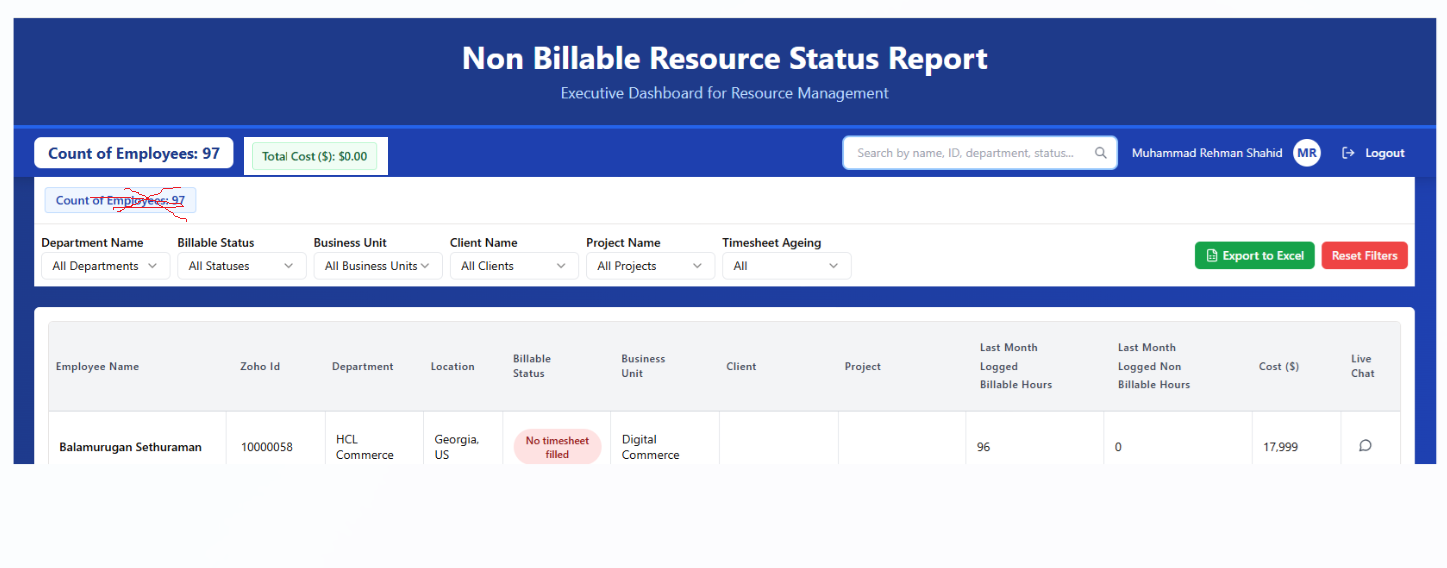 Non Billable Resource Status Report
Executive Dashboard for Resource Management
Count of Employees: 97
Total Cost ($): $0.00
Search by name, ID, department, status...
Muhammad Rehman Shahid
MR
Logout
Count of Employees: 97
Department Name Billable Status Business Unit Client Name Project Name Timesheet Ageing
All Departments All Statuses All Business Units All Clients All Projects All
Export to Excel
Reset Filters
Employee Name
Zoho Id
Department
Location
Billable
Status
Business
Unit
Client
Project
Last Month
Logged
Billable Hours
Last Month
Logged Non
Billable Hours
Cost ($)
Live
Chat
Balamurugan Sethuraman
10000058
HCL
Commerce
Georgia,
US
No timesheet
filled
Digital
Commerce
96
0
17,999